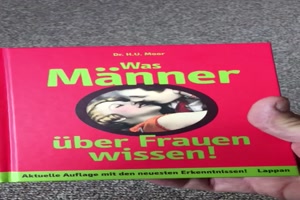 Dr. H.U. Moor
Was
Männer
über Frauen
wissen!
Aktuelle Auflage mit den neuesten Erkenntnissen! Lappan